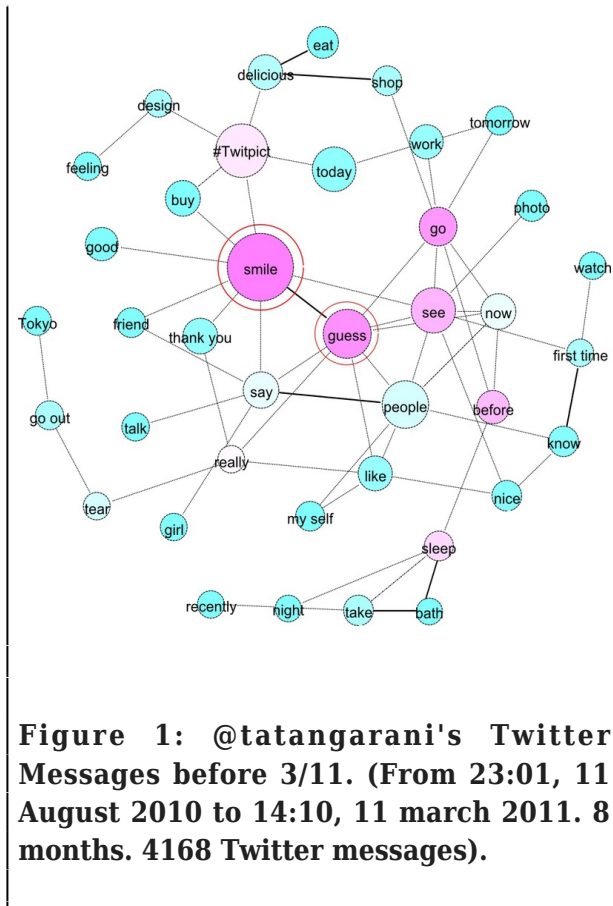 eat
delicious
shop
design
#Twitpict
tomorrow
work
feeling
today
buy
photo
go
good
smile
watch
Tokyo
friend
thank you
guess
see
now
first time
say
people
before
go out
talk
know
really
like
tear
girl
my self
nice
sleep
recently
night
take
bath
Figure 1: @tatangarani's Twitter
Messages before 3/11. (From 23:01, 11
August 2010 to 14:10, 11 march 2011. 8
months. 4168 Twitter messages).